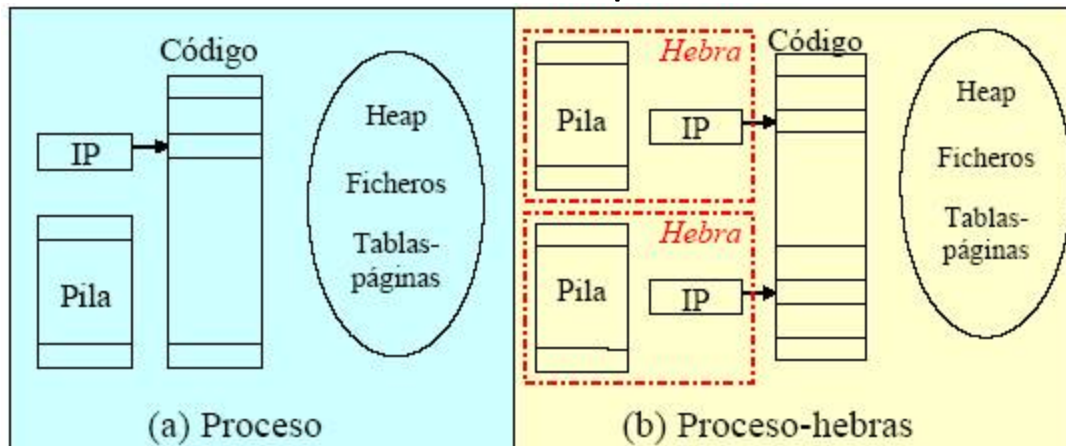 Código
IP
Pila
Heap
Ficheros
Tablas-
páginas
(a) Proceso
Hebra
Pila
IP
Hebra
Pila
IP
Código
Heap
Ficheros
Tablas-
páginas
(b) Proceso-hebras